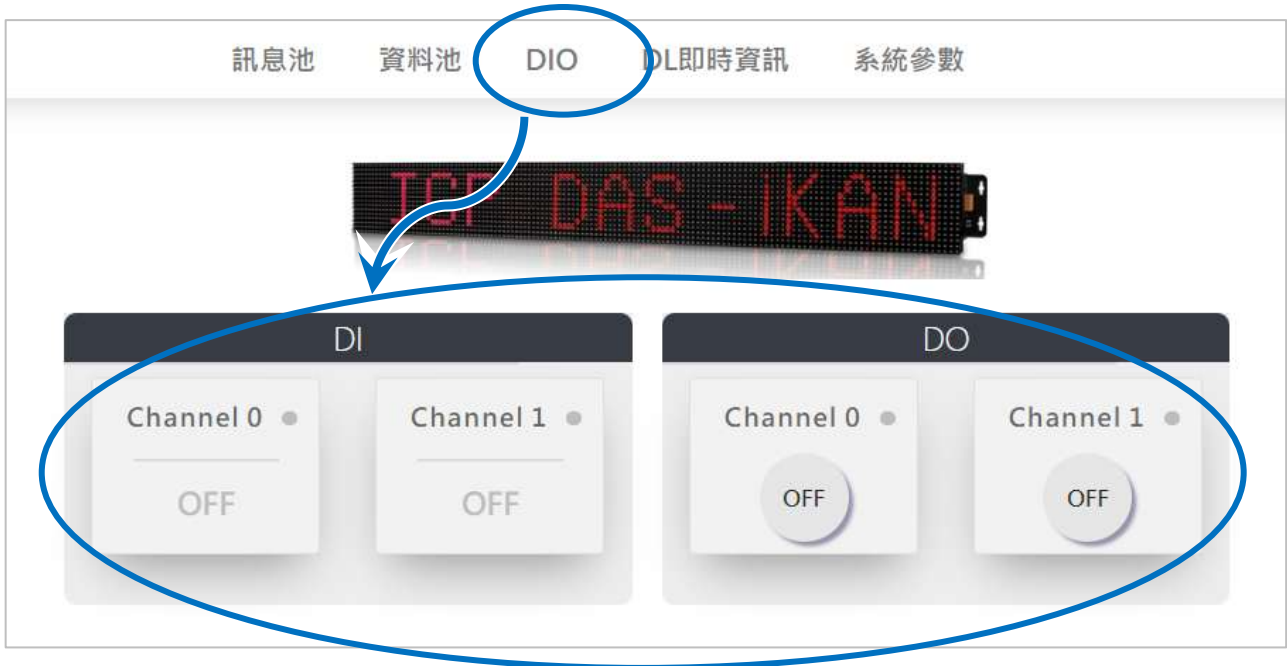 訊息池 資料池 DIO DL即時資訊 系統參數
ICP DAS - iKAN
DI DO
Channel 0 Channel 1 Channel 0 Channel 1
OFF OFF OFF OFF